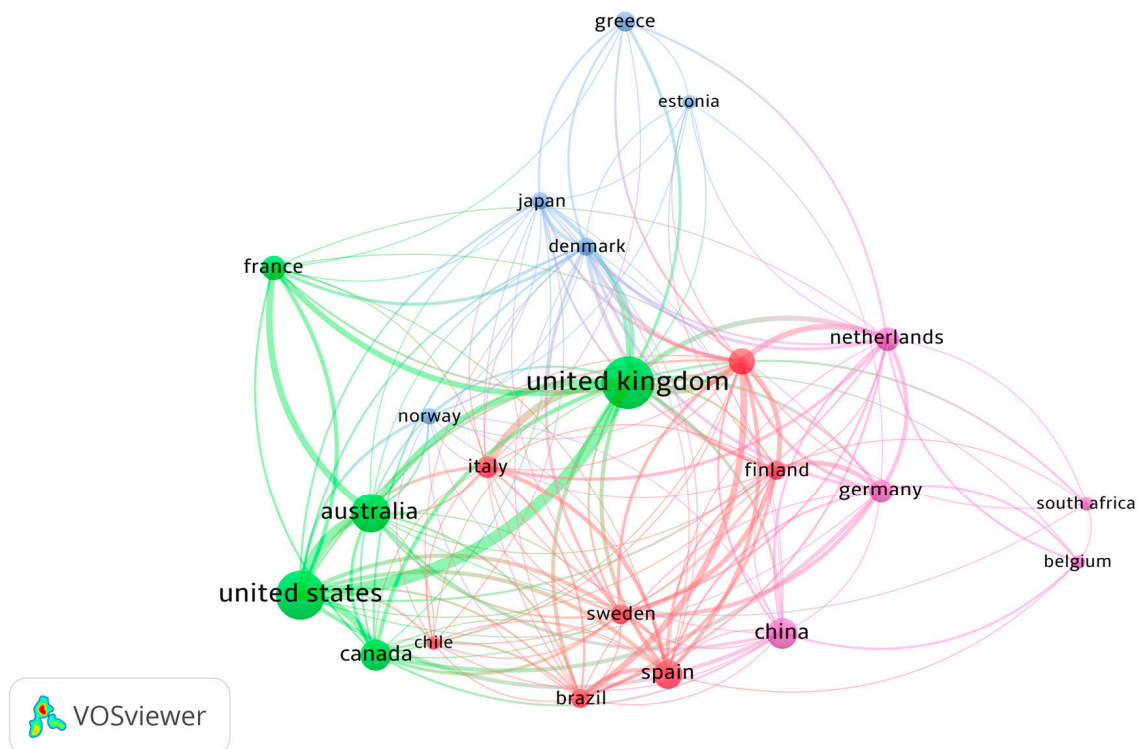 greece
estonia
japan
denmark
france
netherlands
united kingdom
norway
italy
finland
germany
south africa
australia
belgium
united states
sweden
china
chile
canada
spain
brazil
VOSviewer